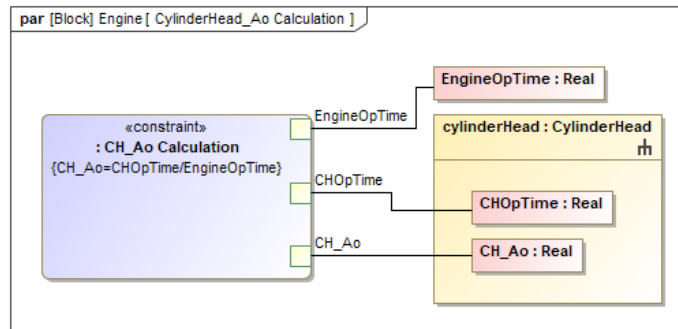 par [Block] Engine [ CylinderHead_Ao Calculation ]
EngineOpTime : Real
EngineOpTime
«constraint»
: CH_Ao Calculation
{CH_Ao=CHOpTime/EngineOpTime}
cylinderHead : CylinderHead
CHOpTime
CHOpTime : Real
CH_Ao
CH_Ao : Real